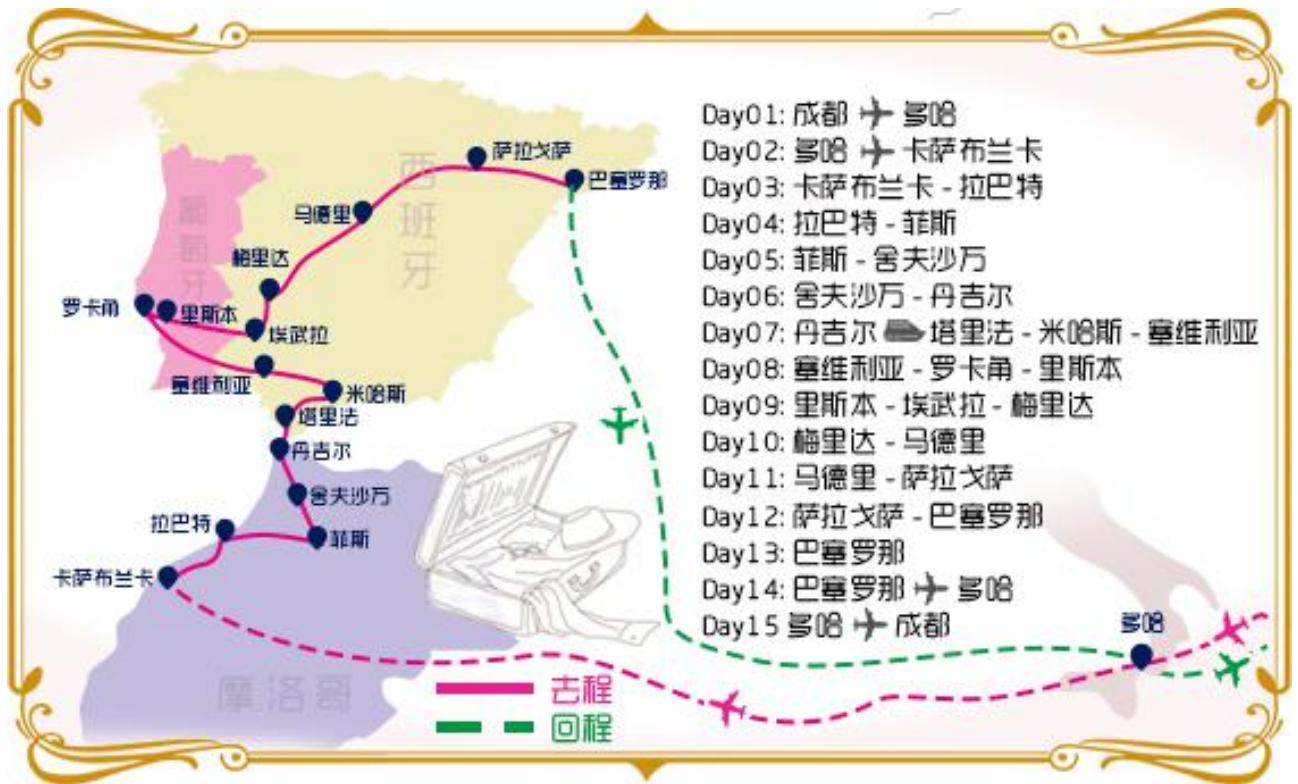 Day01: 成都 多哈
Day02: 多哈 卡萨布兰卡
Day03: 卡萨布兰卡 - 拉巴特
Day04: 拉巴特 - 菲斯
Day05: 菲斯 - 舍夫沙万
Day06: 舍夫沙万 - 丹吉尔
Day07: 丹吉尔 塔里法 - 米哈斯 - 塞维利亚
Day08: 塞维利亚 - 罗卡角 - 里斯本
Day09: 里斯本 - 埃武拉 - 梅里达
Day10: 梅里达 - 马德里
Day11: 马德里 - 萨拉戈萨
Day12: 萨拉戈萨 - 巴塞罗那
Day13: 巴塞罗那
Day14: 巴塞罗那 多哈
Day15 多哈 成都
西班牙
葡萄牙
摩洛哥
萨拉戈萨
巴塞罗那
马德里
梅里达
罗卡角
里斯本
埃武拉
塞维利亚
米哈斯
塔里法
丹吉尔
舍夫沙万
拉巴特
菲斯
卡萨布兰卡
多哈
去程
回程